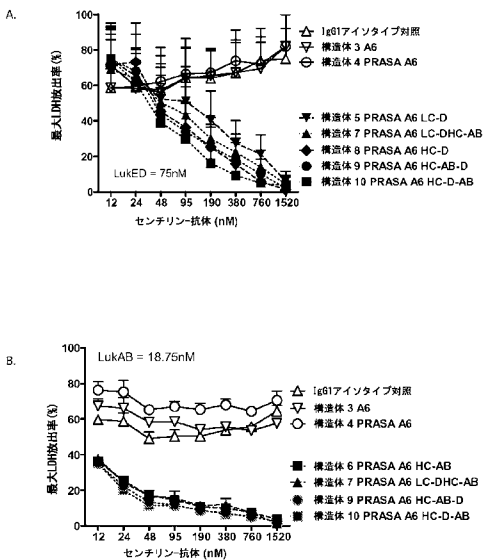 A.
最大LDH放出率(%)
100
80
60
40
20
0
LukED = 75nM
12 24 48 95 190 380 760 1520
センチリン-抗体 (nM)
IgG1アイソタイプ対照
構造体 3 A6
構造体 4 PRASA A6
構造体 5 PRASA A6 LC-D
構造体 7 PRASA A6 LC-DHC-AB
構造体 8 PRASA A6 HC-D
構造体 9 PRASA A6 HC-AB-D
構造体 10 PRASA A6 HC-D-AB
B.
最大LDH放出率(%)
100
80
60
40
20
0
LukAB = 18.75nM
12 24 48 95 190 380 760 1520
センチリン-抗体 (nM)
IgG1アイソタイプ対照
構造体 3 A6
構造体 4 PRASA A6
構造体 6 PRASA A6 HC-AB
構造体 7 PRASA A6 LC-DHC-AB
構造体 9 PRASA A6 HC-AB-D
構造体 10 PRASA A6 HC-D-AB